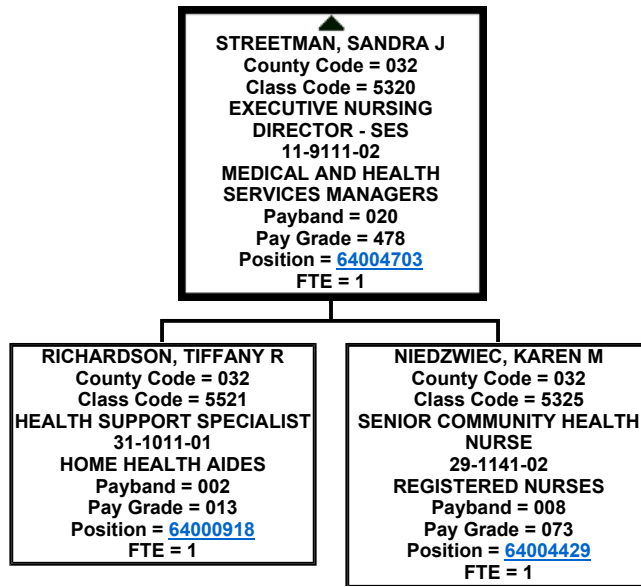 STREETMAN, SANDRA J
County Code = 032
Class Code = 5320
EXECUTIVE NURSING
DIRECTOR - SES
11-9111-02
MEDICAL AND HEALTH
SERVICES MANAGERS
Payband = 020
Pay Grade = 478
Position = 64004703
FTE = 1
RICHARDSON, TIFFANY R
County Code = 032
Class Code = 5521
HEALTH SUPPORT SPECIALIST
31-1011-01
HOME HEALTH AIDES
Payband = 002
Pay Grade = 013
Position = 64000918
FTE = 1
NIEDZWIEC, KAREN M
County Code = 032
Class Code = 5325
SENIOR COMMUNITY HEALTH
NURSE
29-1141-02
REGISTERED NURSES
Payband = 008
Pay Grade = 073
Position = 64004429
FTE = 1